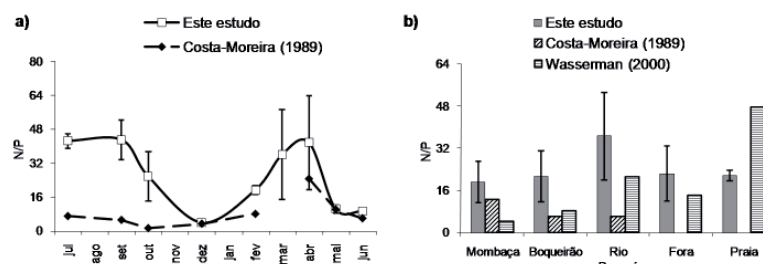 a)
Este estudo
Costa-Moreira (1989)
N/P
80
64
48
32
16
0
jul
ago
set
out
nov
dez
jan
fev
mar
abr
mai
jun
b)
Este estudo
Costa-Moreira (1989)
Wasserman (2000)
N/P
64
48
32
16
0
Mombaça
Boqueirão
Rio
Fora
Praia